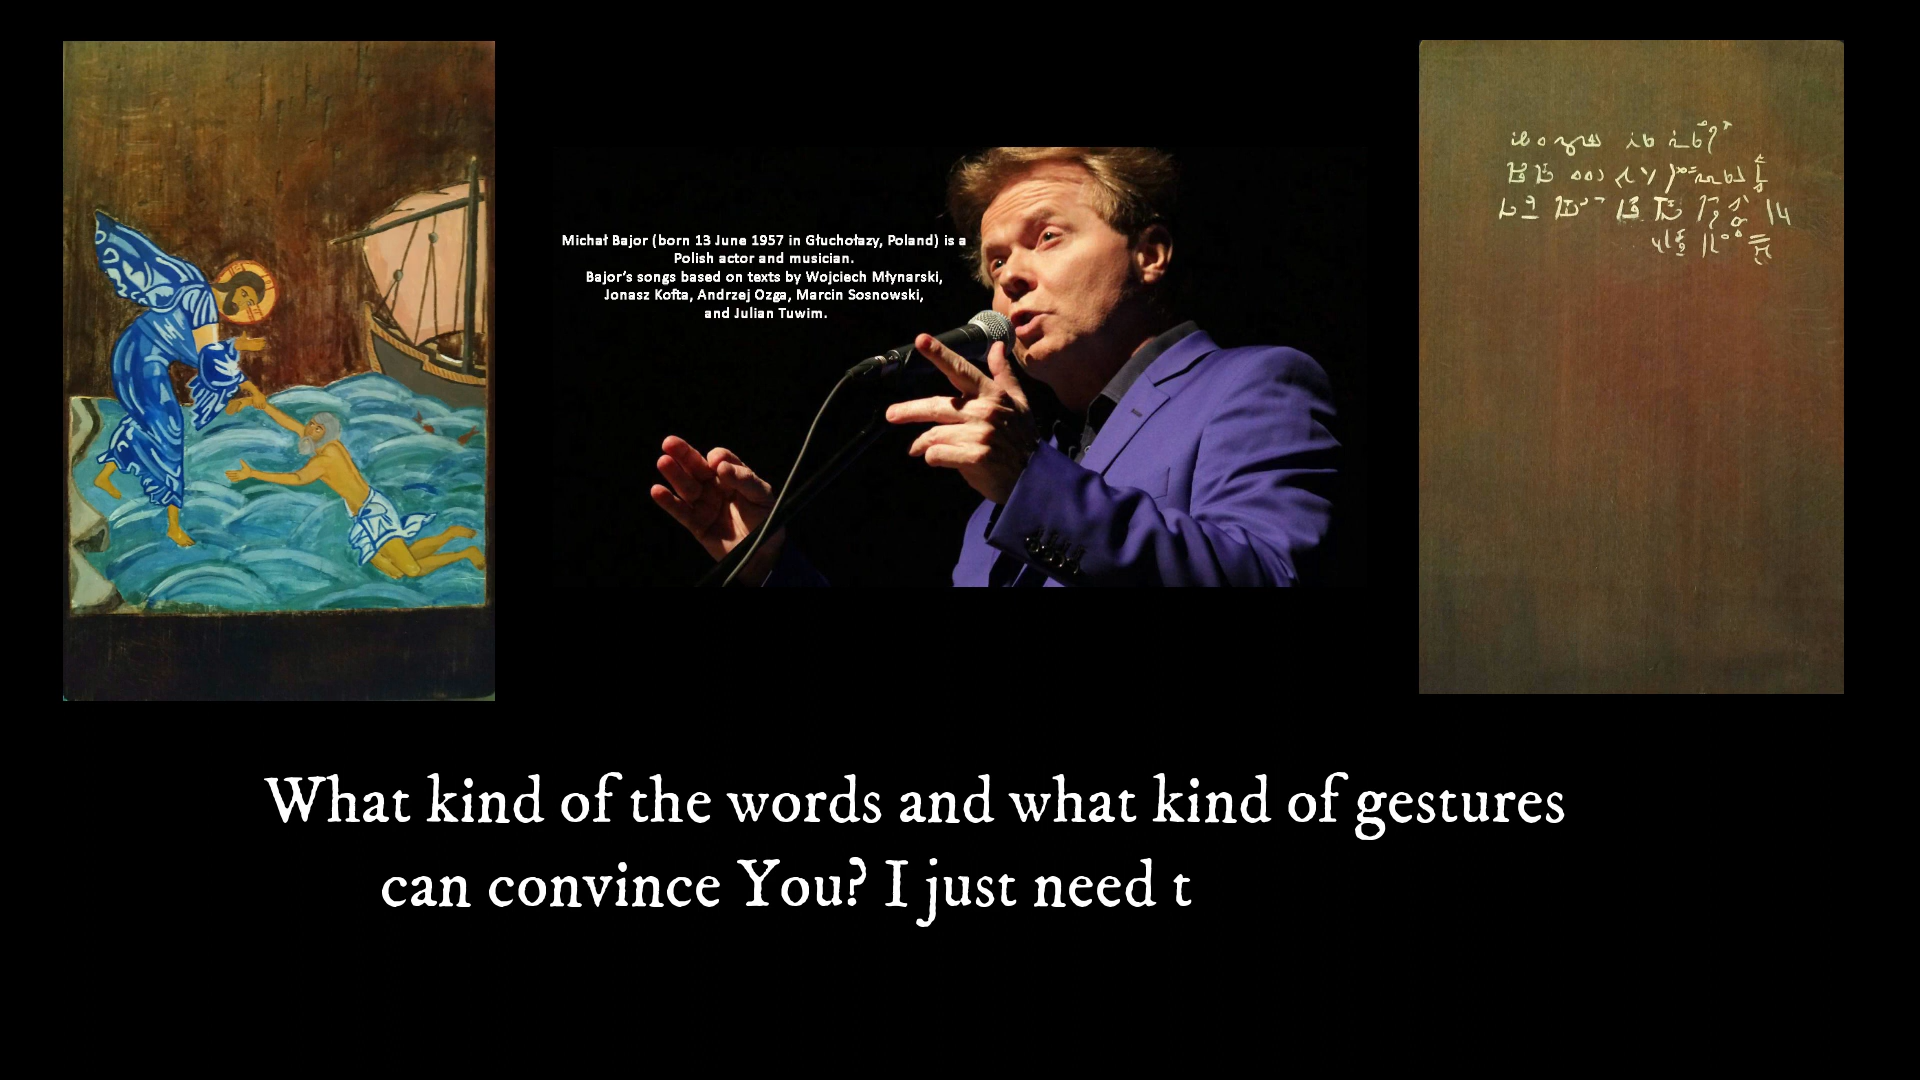 Michał Bajor (born 13 June 1957 in Głuchołazy, Poland) is a
Polish actor and musician.
Bajor's songs based on texts by Wojciech Młynarski,
Jonasz Kofta, Andrzej Ozga, Marcin Sosnowski,
and Julian Tuwim.
What kind of the words and what kind of gestures
can convince You? I just need t